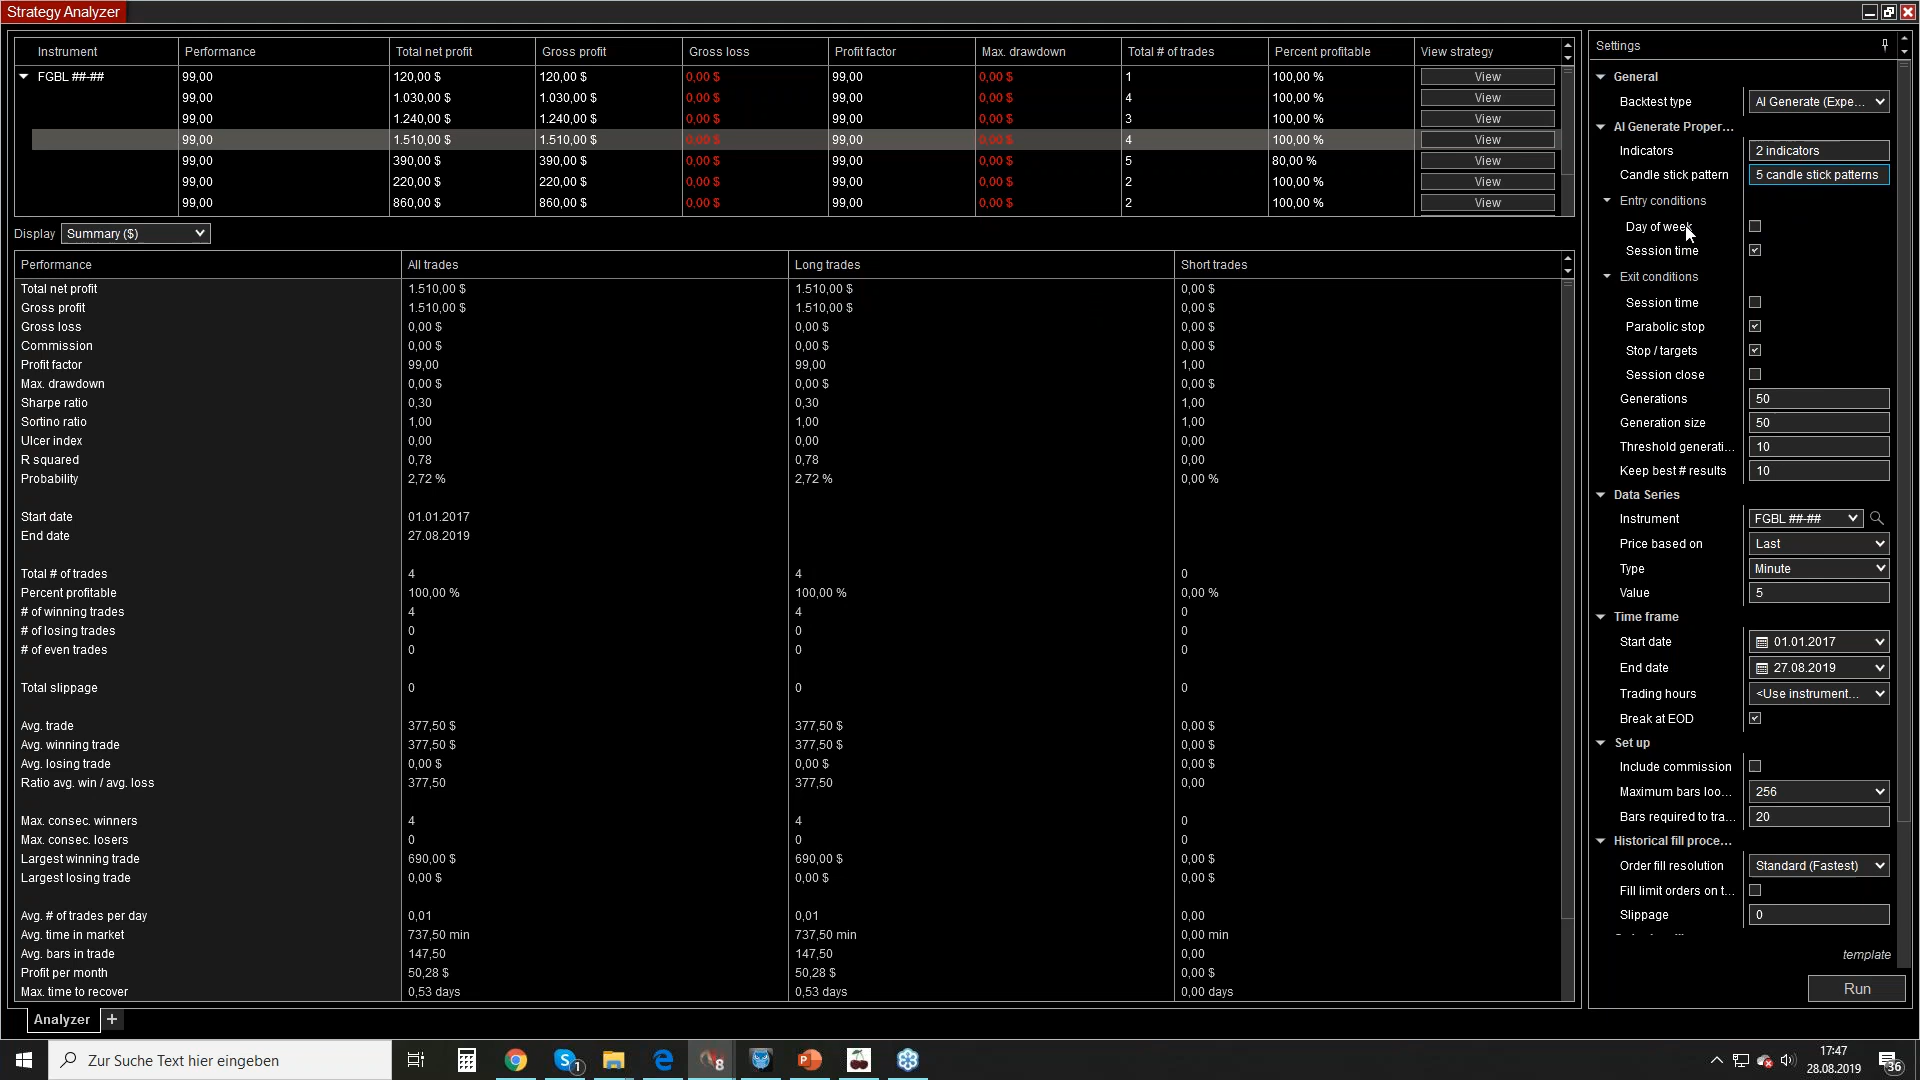 Strategy Analyzer
Instrument Performance Total net profit Gross profit Gross loss Profit factor Max. drawdown Total # of trades Percent profitable View strategy
FGBL ##-## 99,00 120,00 $ 120,00 $ 0,00 $ 99,00 0,00 $ 1 100,00 % View
99,00 1.030,00 $ 1.030,00 $ 0,00 $ 99,00 0,00 $ 4 100,00 % View
99,00 1.240,00 $ 1.240,00 $ 0,00 $ 99,00 0,00 $ 3 100,00 % View
99,00 1.510,00 $ 1.510,00 $ 0,00 $ 99,00 0,00 $ 4 100,00 % View
99,00 390,00 $ 390,00 $ 0,00 $ 99,00 0,00 $ 5 80,00 % View
99,00 220,00 $ 220,00 $ 0,00 $ 99,00 0,00 $ 2 100,00 % View
99,00 860,00 $ 860,00 $ 0,00 $ 99,00 0,00 $ 2 100,00 % View
Display Summary ($)
Performance All trades Long trades Short trades
Total net profit 1.510,00 $ 1.510,00 $ 0,00 $
Gross profit 1.510,00 $ 1.510,00 $ 0,00 $
Gross loss 0,00 $ 0,00 $ 0,00 $
Commission 0,00 $ 0,00 $ 0,00 $
Profit factor 99,00 99,00 1,00
Max. drawdown 0,00 $ 0,00 $ 0,00 $
Sharpe ratio 0,30 0,30 1,00
Sortino ratio 1,00 1,00 1,00
Ulcer index 0,00 0,00 0,00
R squared 0,78 0,78 0,00
Probability 2,72 % 2,72 % 0,00 %
Start date 01.01.2017
End date 27.08.2019
Total # of trades 4 4 0
Percent profitable 100,00 % 100,00 % 0,00 %
# of winning trades 4 4 0
# of losing trades 0 0 0
# of even trades 0 0 0
Total slippage 0 0 0
Avg. trade 377,50 $ 377,50 $ 0,00 $
Avg. winning trade 377,50 $ 377,50 $ 0,00 $
Avg. losing trade 0,00 $ 0,00 $ 0,00 $
Ratio avg. win / avg. loss 377,50 377,50 0,00
Max. consec. winners 4 4 0
Max. consec. losers 0 0 0
Largest winning trade 690,00 $ 690,00 $ 0,00 $
Largest losing trade 0,00 $ 0,00 $ 0,00 $
Avg. # of trades per day 0,01 0,01 0,00
Avg. time in market 737,50 min 737,50 min 0,00 min
Avg. bars in trade 147,50 147,50 0,00
Profit per month 50,28 $ 50,28 $ 0,00 $
Max. time to recover 0,53 days 0,53 days 0,00 days
Analyzer +
Settings
General
Backtest type AI Generate (Expe...
AI Generate Proper...
Indicators 2 indicators
Candle stick pattern 5 candle stick patterns
Entry conditions
Day of week
Session time
Exit conditions
Session time
Parabolic stop
Stop / targets
Session close
Generations 50
Generation size 50
Threshold generati... 10
Keep best # results 10
Data Series
Instrument FGBL ##-##
Price based on Last
Type Minute
Value 5
Time frame
Start date 01.01.2017
End date 27.08.2019
Trading hours <Use instrument...
Break at EOD
Set up
Include commission
Maximum bars loo... 256
Bars required to tra... 20
Historical fill proce...
Order fill resolution Standard (Fastest)
Fill limit orders on t...
Slippage 0
template
Run
Zur Suche Text hier eingeben
S 1
8
P
17:47
28.08.2019
36